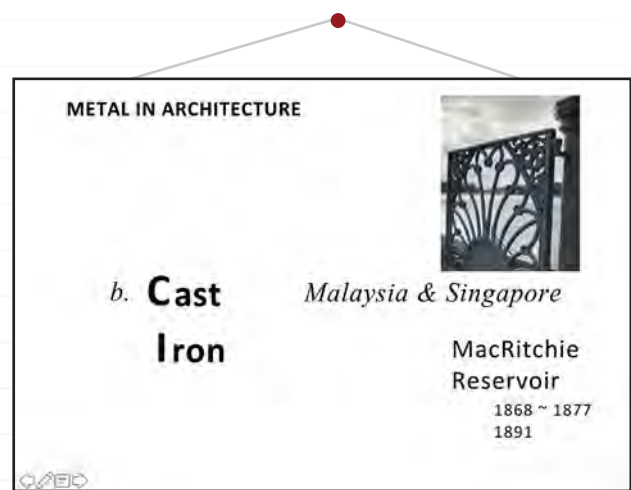 METAL IN ARCHITECTURE
b. Cast Iron
Malaysia & Singapore
MacRitchie
Reservoir
1868 ~ 1877
1891